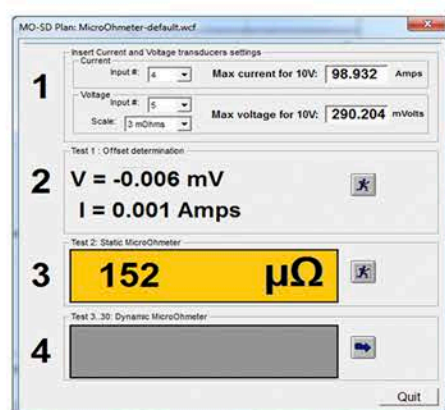 MO-SD Plan: MicroOhmeter-default.wcf
1
Insert Current and Voltage transducers settings
Current
Input #: 4 Max current for 10V: 98.932 Amps
Voltage
Input #: 5
Scale: 3 mOhms Max voltage for 10V: 290.204 mVolts
2
Test 1 : Offset determination
V = -0.006 mV
I = 0.001 Amps
3
Test 2: Static MicroOhmeter
152 μΩ
4
Test 3..30: Dynamic MicroOhmeter
Quit